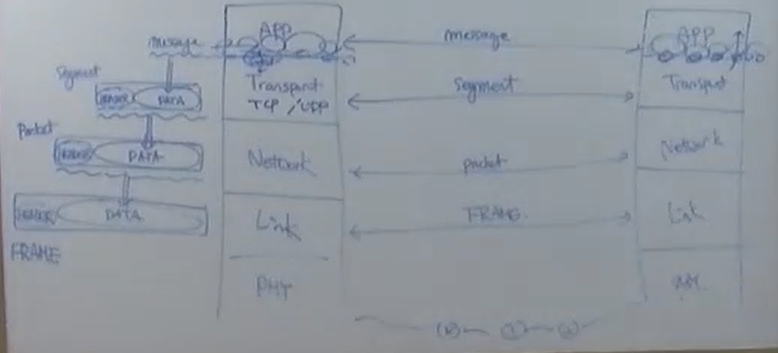 APP
message
message
APP
Segment
HEADER
DATA
Transport
TCP / UDP
Segment
Transport
Packet
HEADER
DATA
Network
packet
Network
HEADER
DATA
Link
FRAME
Link
FRAME
PHY